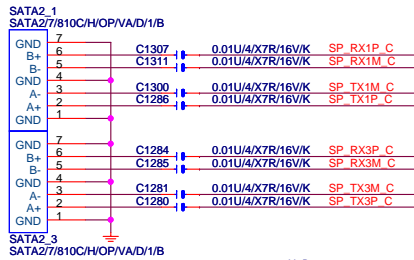 SATA2_1
SATA2/7/810C/H/OP/VA/D/1/B
GND 7
B+ 6 C1307 0.01U/4/X7R/16V/K SP_RX1P_C
B- 5 C1311 0.01U/4/X7R/16V/K SP_RX1M_C
GND 4
A- 3 C1300 0.01U/4/X7R/16V/K SP_TX1M_C
A+ 2 C1286 0.01U/4/X7R/16V/K SP_TX1P_C
GND 1
GND 7
B+ 6 C1284 0.01U/4/X7R/16V/K SP_RX3P_C
B- 5 C1285 0.01U/4/X7R/16V/K SP_RX3M_C
GND 4
A- 3 C1281 0.01U/4/X7R/16V/K SP_TX3M_C
A+ 2 C1280 0.01U/4/X7R/16V/K SP_TX3P_C
GND 1
SATA2_3
SATA2/7/810C/H/OP/VA/D/1/B